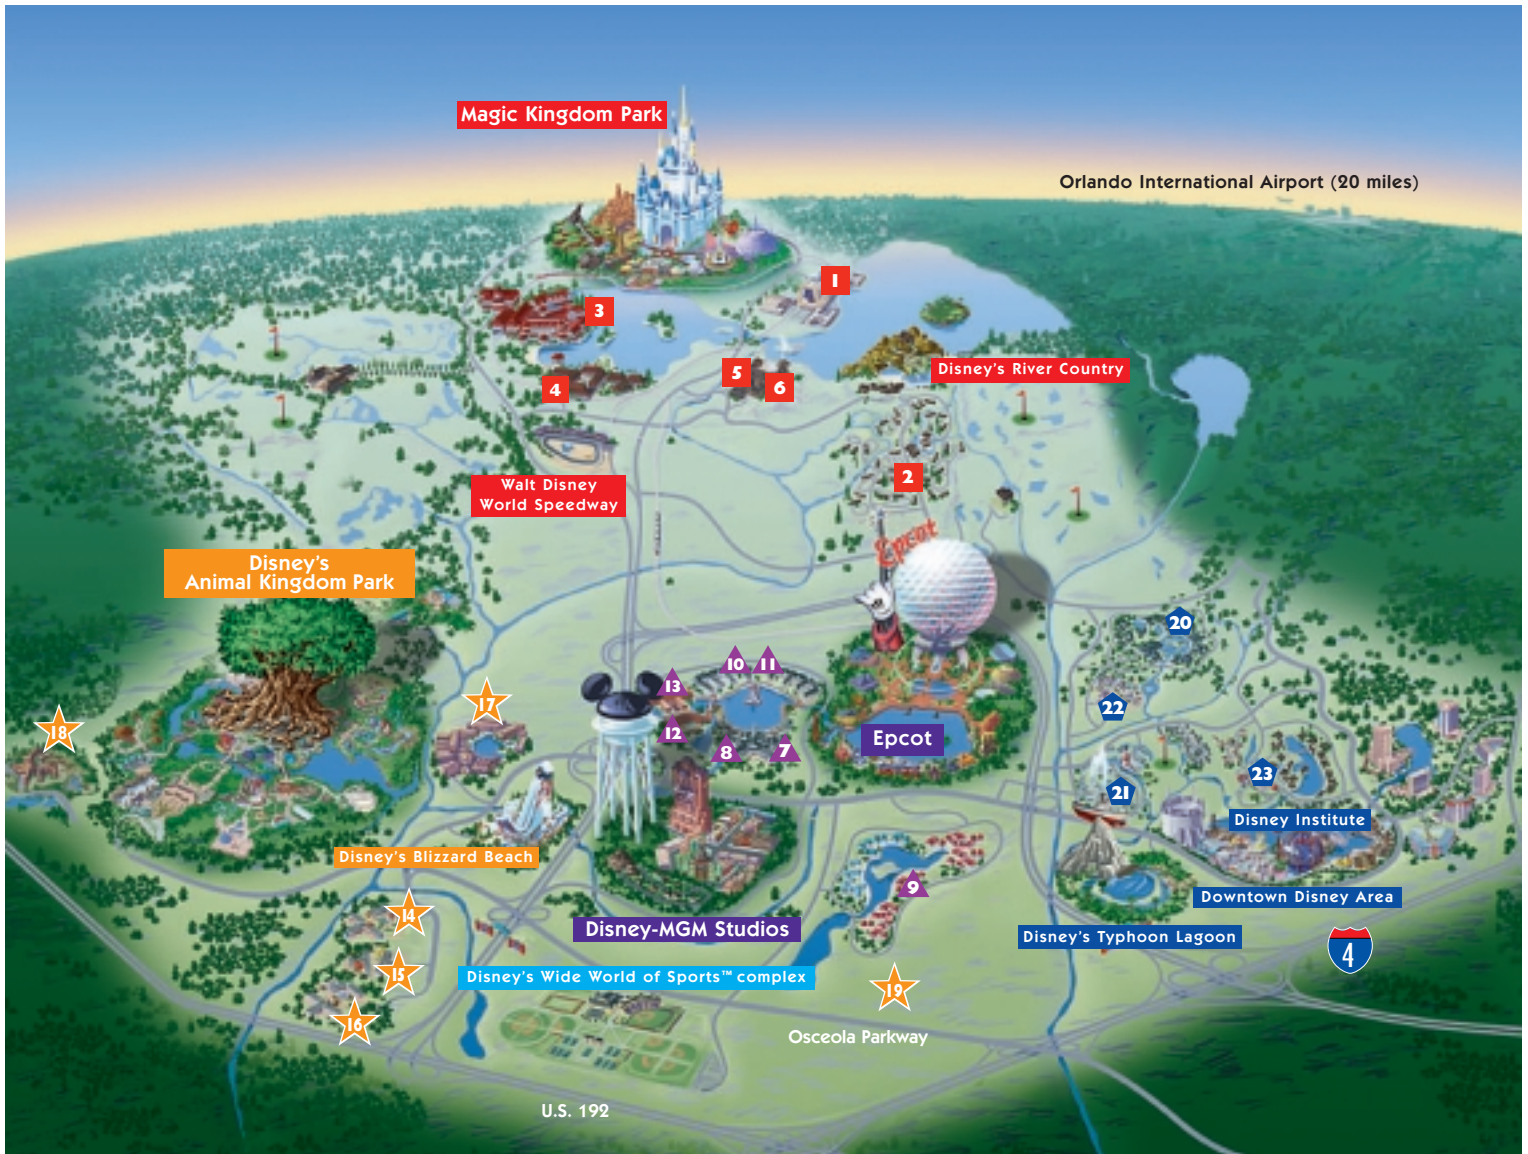 Magic Kingdom Park
Orlando International Airport (20 miles)
1
3
5
6
4
Disney's River Country
2
Walt Disney
World Speedway
Epcot
Disney's
Animal Kingdom Park
20
10
11
13
17
22
18
12
8
7
Epcot
23
21
Disney Institute
Disney's Blizzard Beach
9
Downtown Disney Area
14
Disney-MGM Studios
Disney's Typhoon Lagoon
4
15
Disney's Wide World of Sports™ complex
19
16
Osceola Parkway
U.S. 192